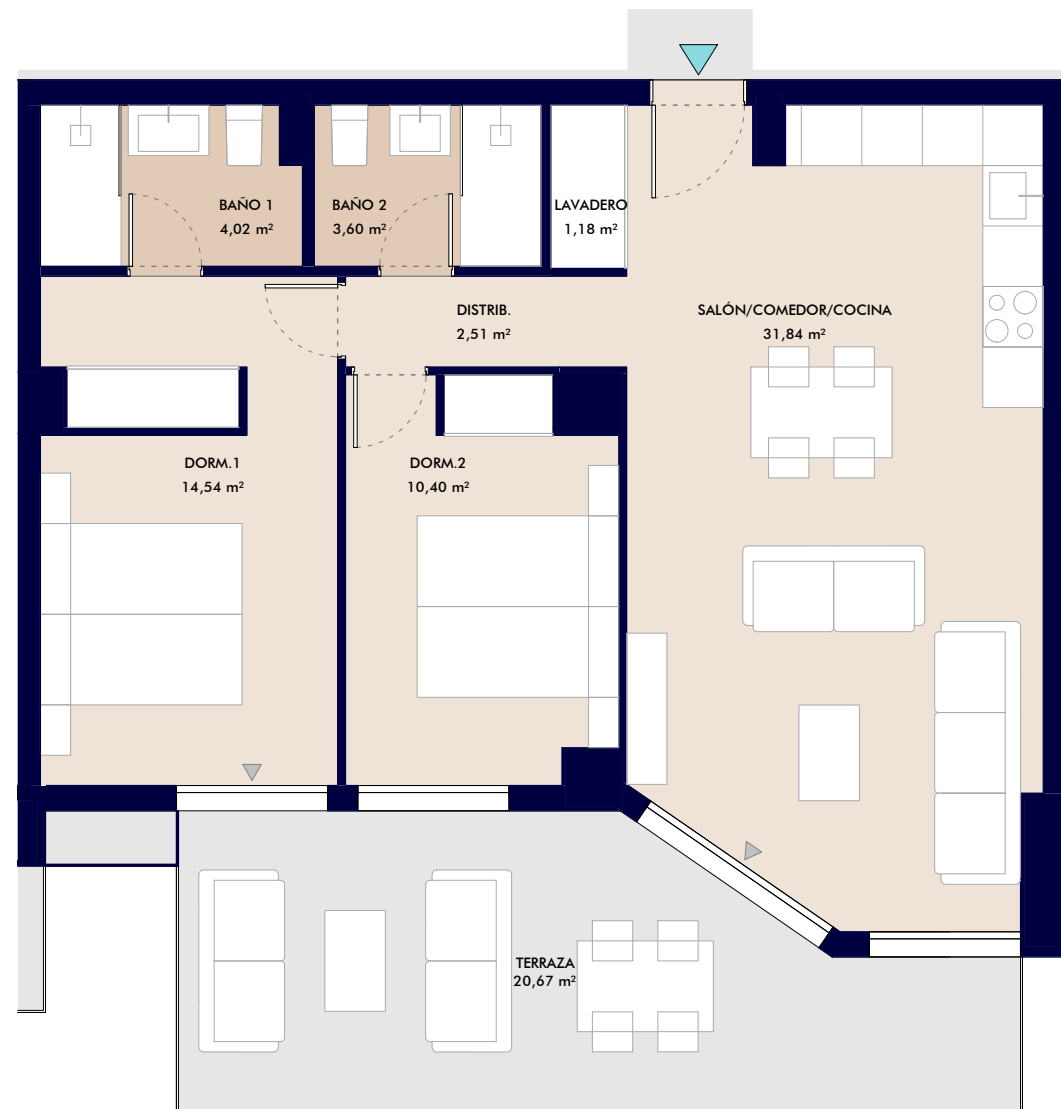 BAÑO 1
4,02 m²
BAÑO 2
3,60 m²
LAVADERO
1,18 m²
DISTRIB.
2,51 m²
SALÓN/COMEDOR/COCINA
31,84 m²
DORM.1
14,54 m²
DORM.2
10,40 m²
TERRAZA
20,67 m²